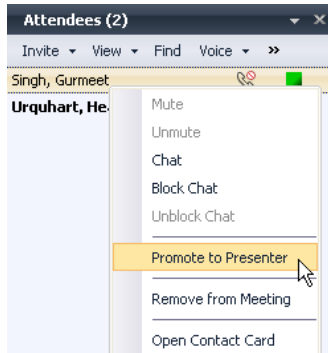 Attendees (2)
Invite View Find Voice »
Singh, Gurmeet
Urquhart, He
Mute
Unmute
Chat
Block Chat
Unblock Chat
Promote to Presenter
Remove from Meeting
Open Contact Card